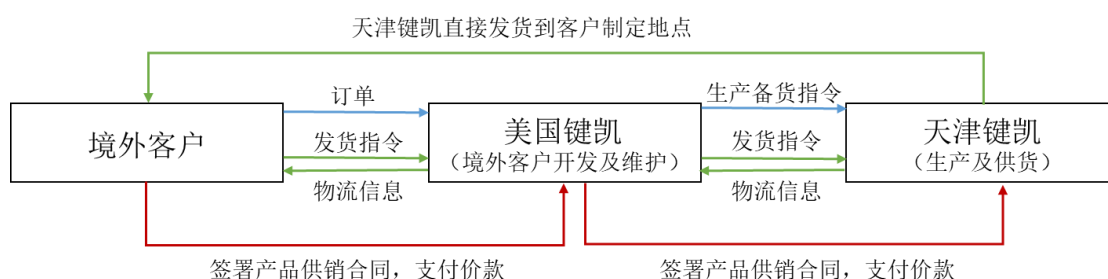 天津键凯直接发货到客户制定地点
订单
生产备货指令
境外客户
美国键凯
（境外客户开发及维护）
天津键凯
（生产及供货）
发货指令
发货指令
物流信息
物流信息
签署产品供销合同，支付价款
签署产品供销合同，支付价款